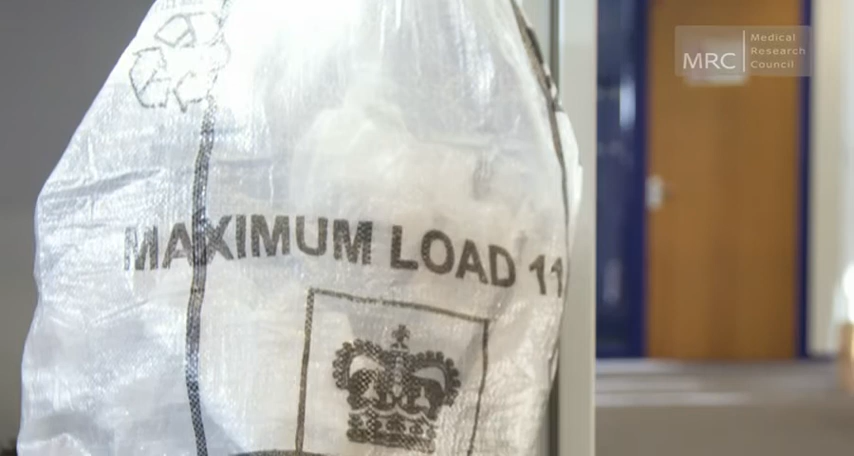 MRC
Medical
Research
Council
MAXIMUM LOAD 11